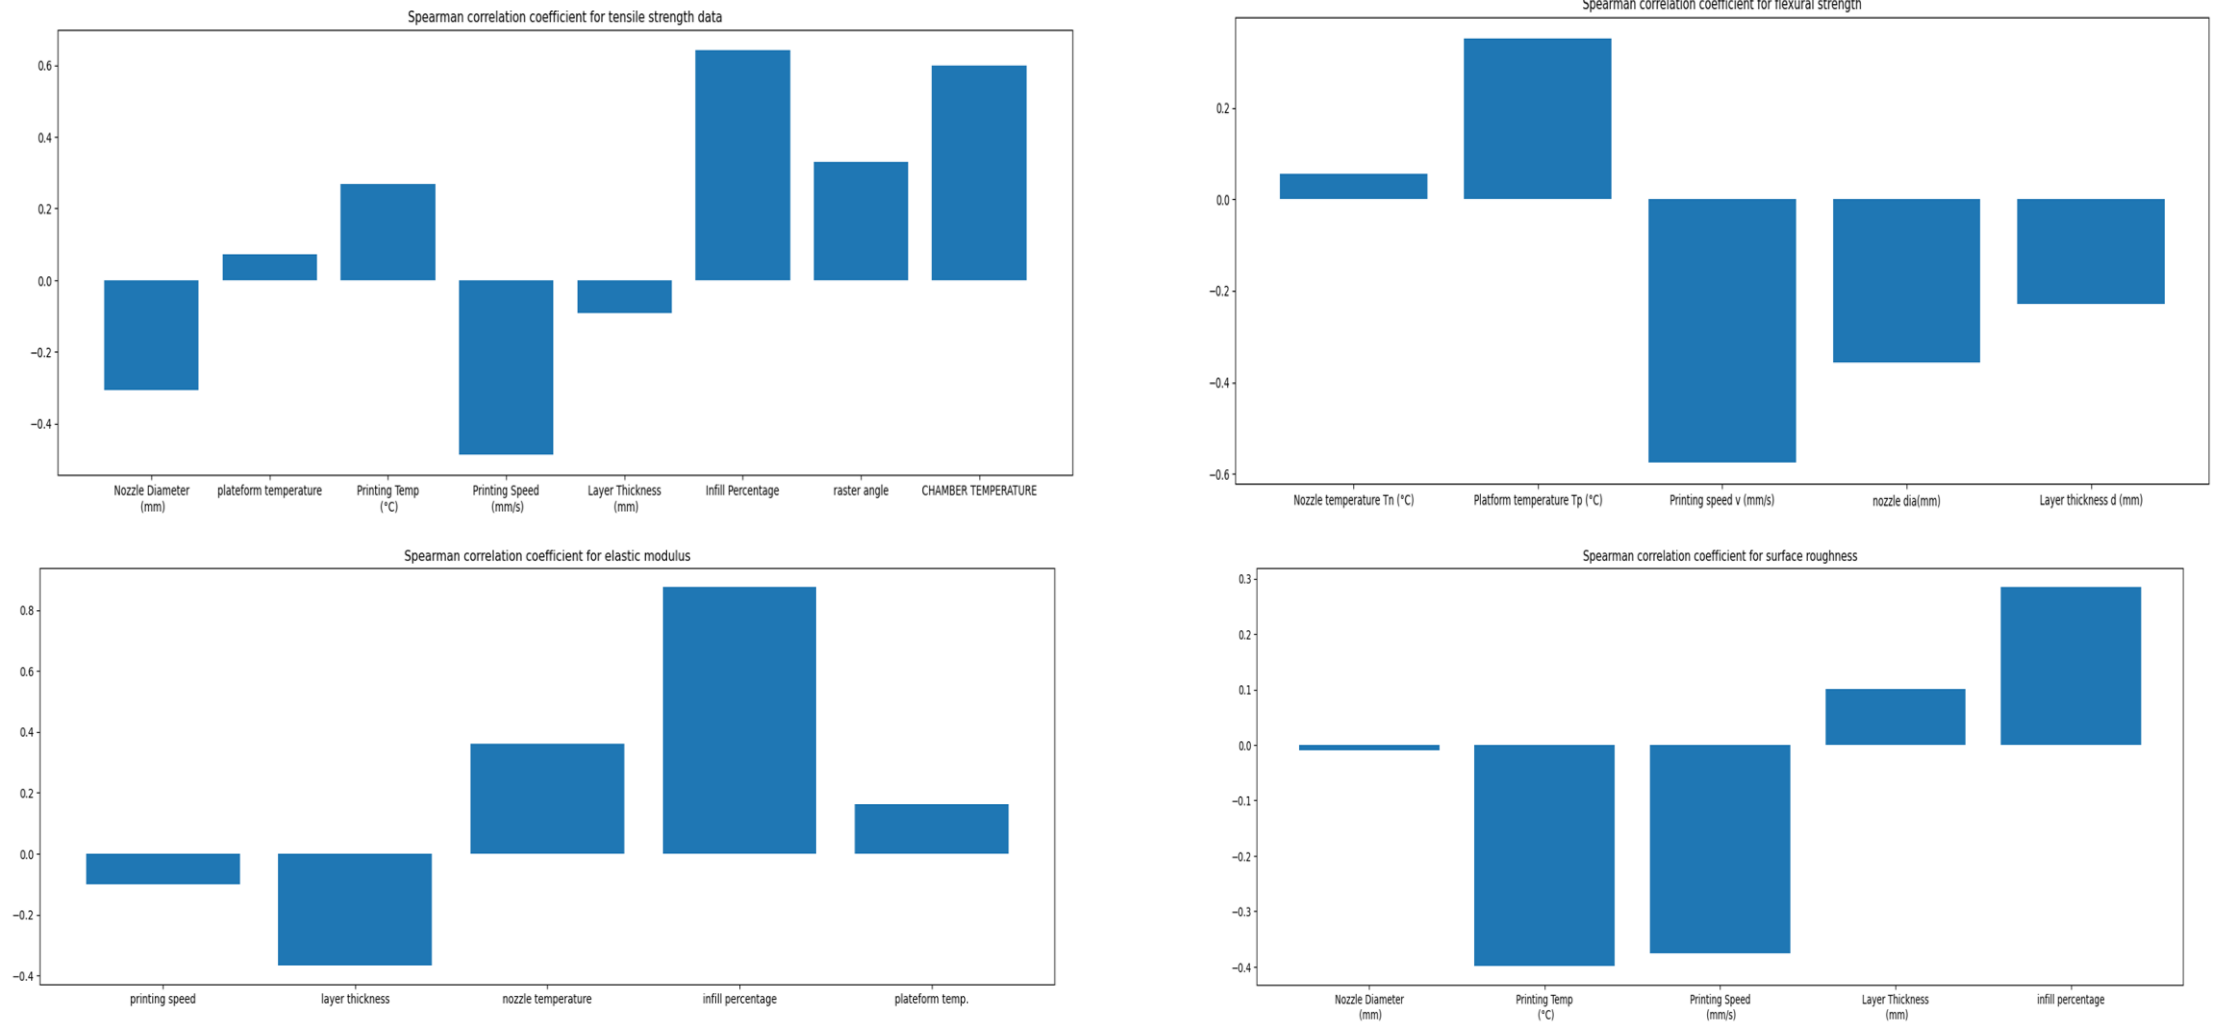 Spearman correlation coefficient for tensile strength data
0.6
0.4
0.2
0.0
−0.2
−0.4
Nozzle Diameter
(mm)
plateform temperature
Printing Temp
(°C)
Printing Speed
(mm/s)
Layer Thickness
(mm)
Infill Percentage
raster angle
CHAMBER TEMPERATURE
Spearman correlation coefficient for flexural strength
0.2
0.0
−0.2
−0.4
−0.6
Nozzle temperature Tn (°C)
Platform temperature Tp (°C)
Printing speed v (mm/s)
nozzle dia(mm)
Layer thickness d (mm)
Spearman correlation coefficient for elastic modulus
0.8
0.6
0.4
0.2
0.0
−0.2
−0.4
printing speed
layer thickness
nozzle temperature
infill percentage
plateform temp.
Spearman correlation coefficient for surface roughness
0.3
0.2
0.1
0.0
−0.1
−0.2
−0.3
−0.4
Nozzle Diameter
(mm)
Printing Temp
(°C)
Printing Speed
(mm/s)
Layer Thickness
(mm)
infill percentage